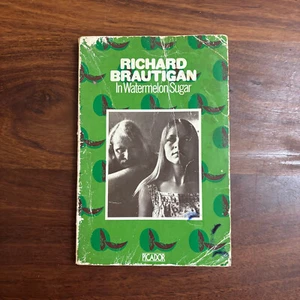 RICHARD
BRAUTIGAN
In Watermelon Sugar
PICADOR